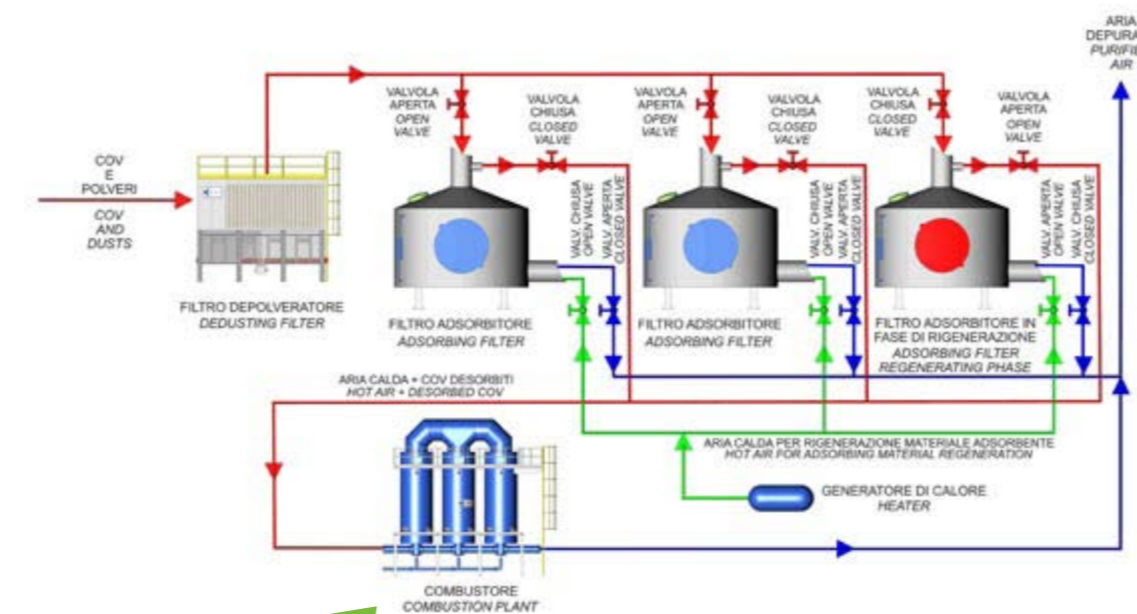 ARIA
DEPURA
PURIFIE
AIR
VALVOLA
APERTA
OPEN
VALVE
VALVOLA
CHIUSA
CLOSED
VALVE
VALVOLA
APERTA
OPEN
VALVE
VALVOLA
CHIUSA
CLOSED
VALVE
VALVOLA
CHIUSA
CLOSED
VALVE
VALVOLA
APERTA
OPEN
VALVE
COV
E
POLVERI
COV
AND
DUSTS
VALV. CHIUSA
OPEN VALVE
VALV. APERTA
CLOSED VALVE
VALV. CHIUSA
OPEN VALVE
VALV. APERTA
CLOSED VALVE
VALV. APERTA
OPEN VALVE
VALV. CHIUSA
CLOSED VALVE
FILTRO DEPOLVERATORE
DEDUSTING FILTER
FILTRO ADSORBITORE
ADSORBING FILTER
FILTRO ADSORBITORE
ADSORBING FILTER
FILTRO ADSORBITORE IN
FASE DI RIGENERAZIONE
ADSORBING FILTER
REGENERATING PHASE
ARIA CALDA + COV DESORBITI
HOT AIR + DESORBED COV
ARIA CALDA PER RIGENERAZIONE MATERIALE ADSORBENTE
HOT AIR FOR ADSORBING MATERIAL REGENERATION
GENERATORE DI CALORE
HEATER
COMBUSTORE
COMBUSTION PLANT